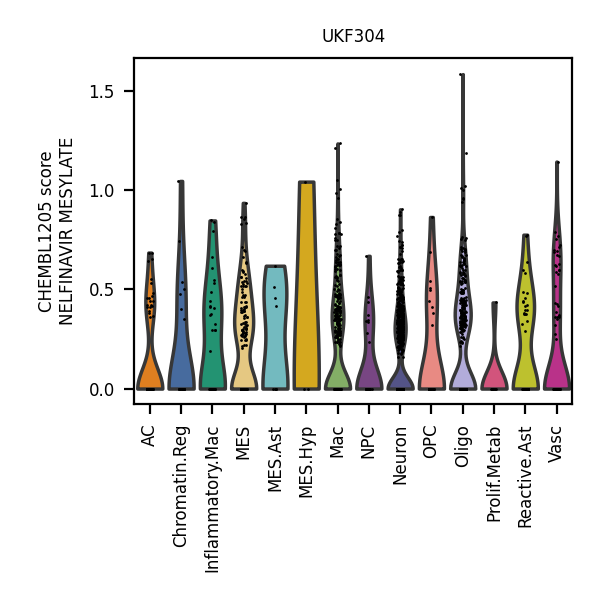 UKF304
CHEMBL1205 score
NELFINAVIR MESYLATE
1.5
1.0
0.5
0.0
AC
Chromatin.Reg
Inflammatory.Mac
MES
MES.Ast
MES.Hyp
Mac
NPC
Neuron
OPC
Oligo
Prolif.Metab
Reactive.Ast
Vasc